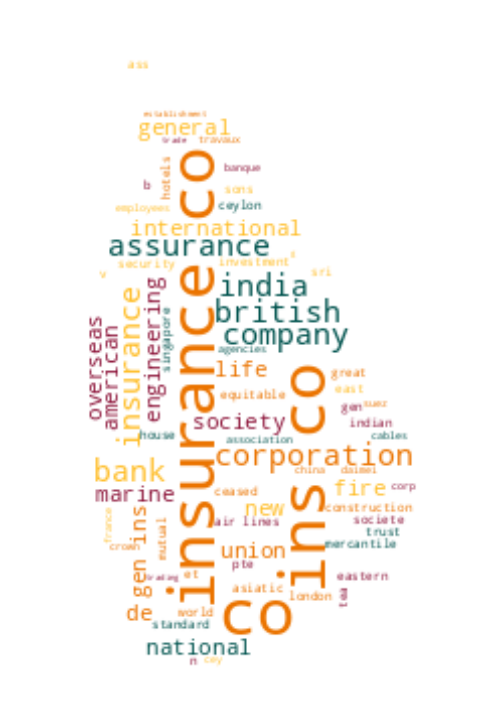 ass
establishment
general
trade travaux
insurance co
banque
b
hotels
sons
employees
ceylon
international
assurance
security
investment
s
v
sri
india
british
company
insurance
engineering
singapore
overseas
american
agencies
life
ins co
great
equitable
east
gen
suez
society
indian
house
association
cables
corporation
bank
china
daimei
marine
ceased
fire
corp
new
construction
gen ins
france
air lines
societe
trust
crown
mutual
union
mercantile
pte
trading
et
eastern
asiatic
tea
london
de
world
co
standard
national
n
cey